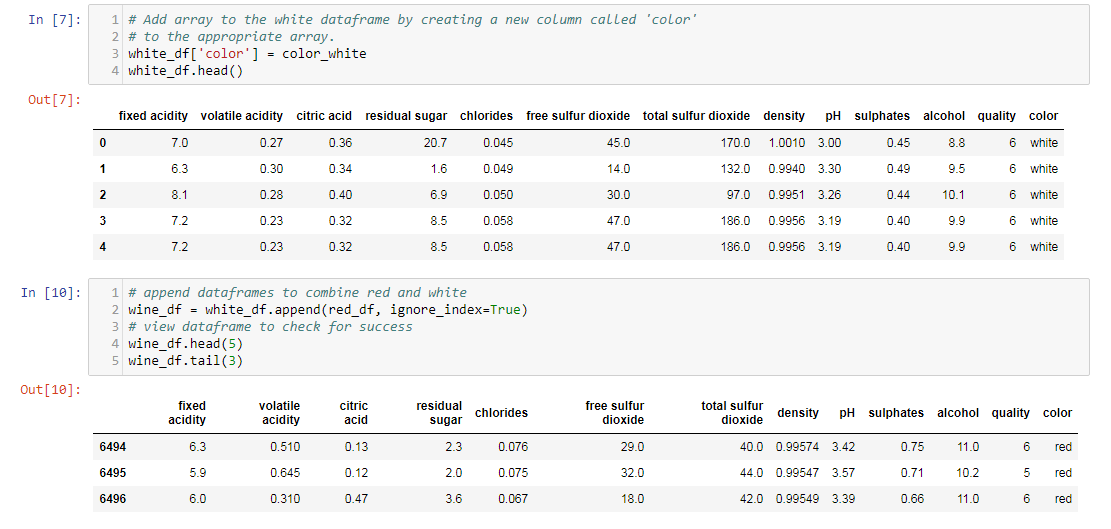 In [7]:
1 # Add array to the white dataframe by creating a new column called 'color'
2 # to the appropriate array.
3 white_df['color'] = color_white
4 white_df.head()
Out[7]:
fixed acidity volatile acidity citric acid residual sugar chlorides free sulfur dioxide total sulfur dioxide density pH sulphates alcohol quality color
0 7.0 0.27 0.36 20.7 0.045 45.0 170.0 1.0010 3.00 0.45 8.8 6 white
1 6.3 0.30 0.34 1.6 0.049 14.0 132.0 0.9940 3.30 0.49 9.5 6 white
2 8.1 0.28 0.40 6.9 0.050 30.0 97.0 0.9951 3.26 0.44 10.1 6 white
3 7.2 0.23 0.32 8.5 0.058 47.0 186.0 0.9956 3.19 0.40 9.9 6 white
4 7.2 0.23 0.32 8.5 0.058 47.0 186.0 0.9956 3.19 0.40 9.9 6 white
In [10]:
1 # append dataframes to combine red and white
2 wine_df = white_df.append(red_df, ignore_index=True)
3 # view dataframe to check for success
4 wine_df.head(5)
5 wine_df.tail(3)
Out[10]:
fixed acidity volatile acidity citric acid residual sugar chlorides free sulfur dioxide total sulfur dioxide density pH sulphates alcohol quality color
6494 6.3 0.510 0.13 2.3 0.076 29.0 40.0 0.99574 3.42 0.75 11.0 6 red
6495 5.9 0.645 0.12 2.0 0.075 32.0 44.0 0.99547 3.57 0.71 10.2 5 red
6496 6.0 0.310 0.47 3.6 0.067 18.0 42.0 0.99549 3.39 0.66 11.0 6 red